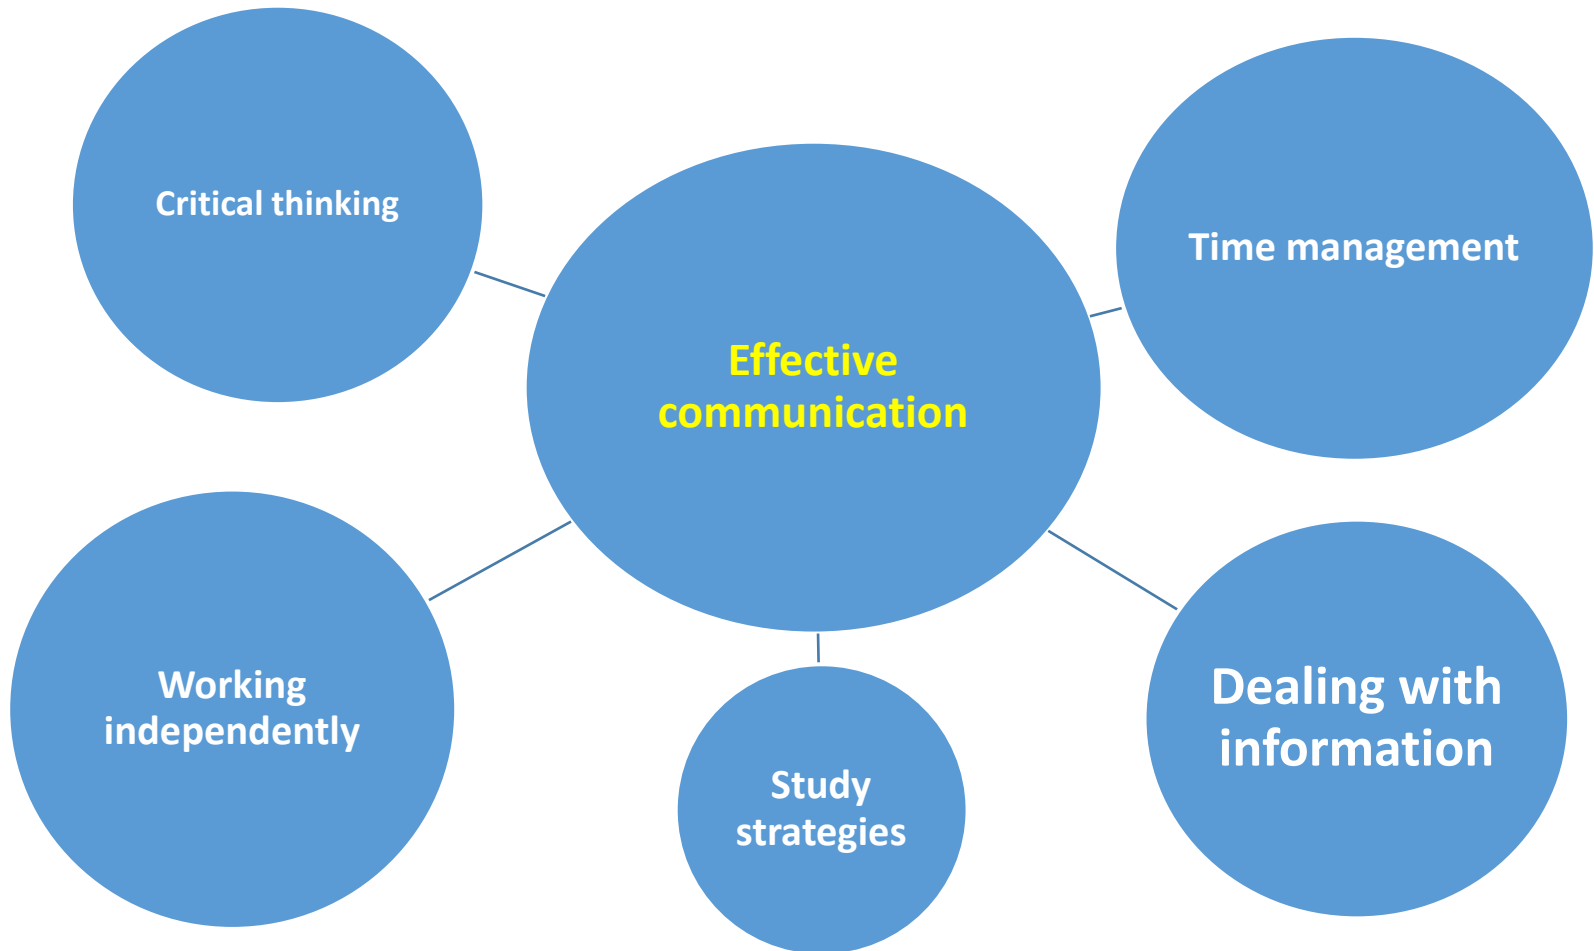 Critical thinking
Time management
Effective
communication
Working
independently
Dealing with
information
Study
strategies